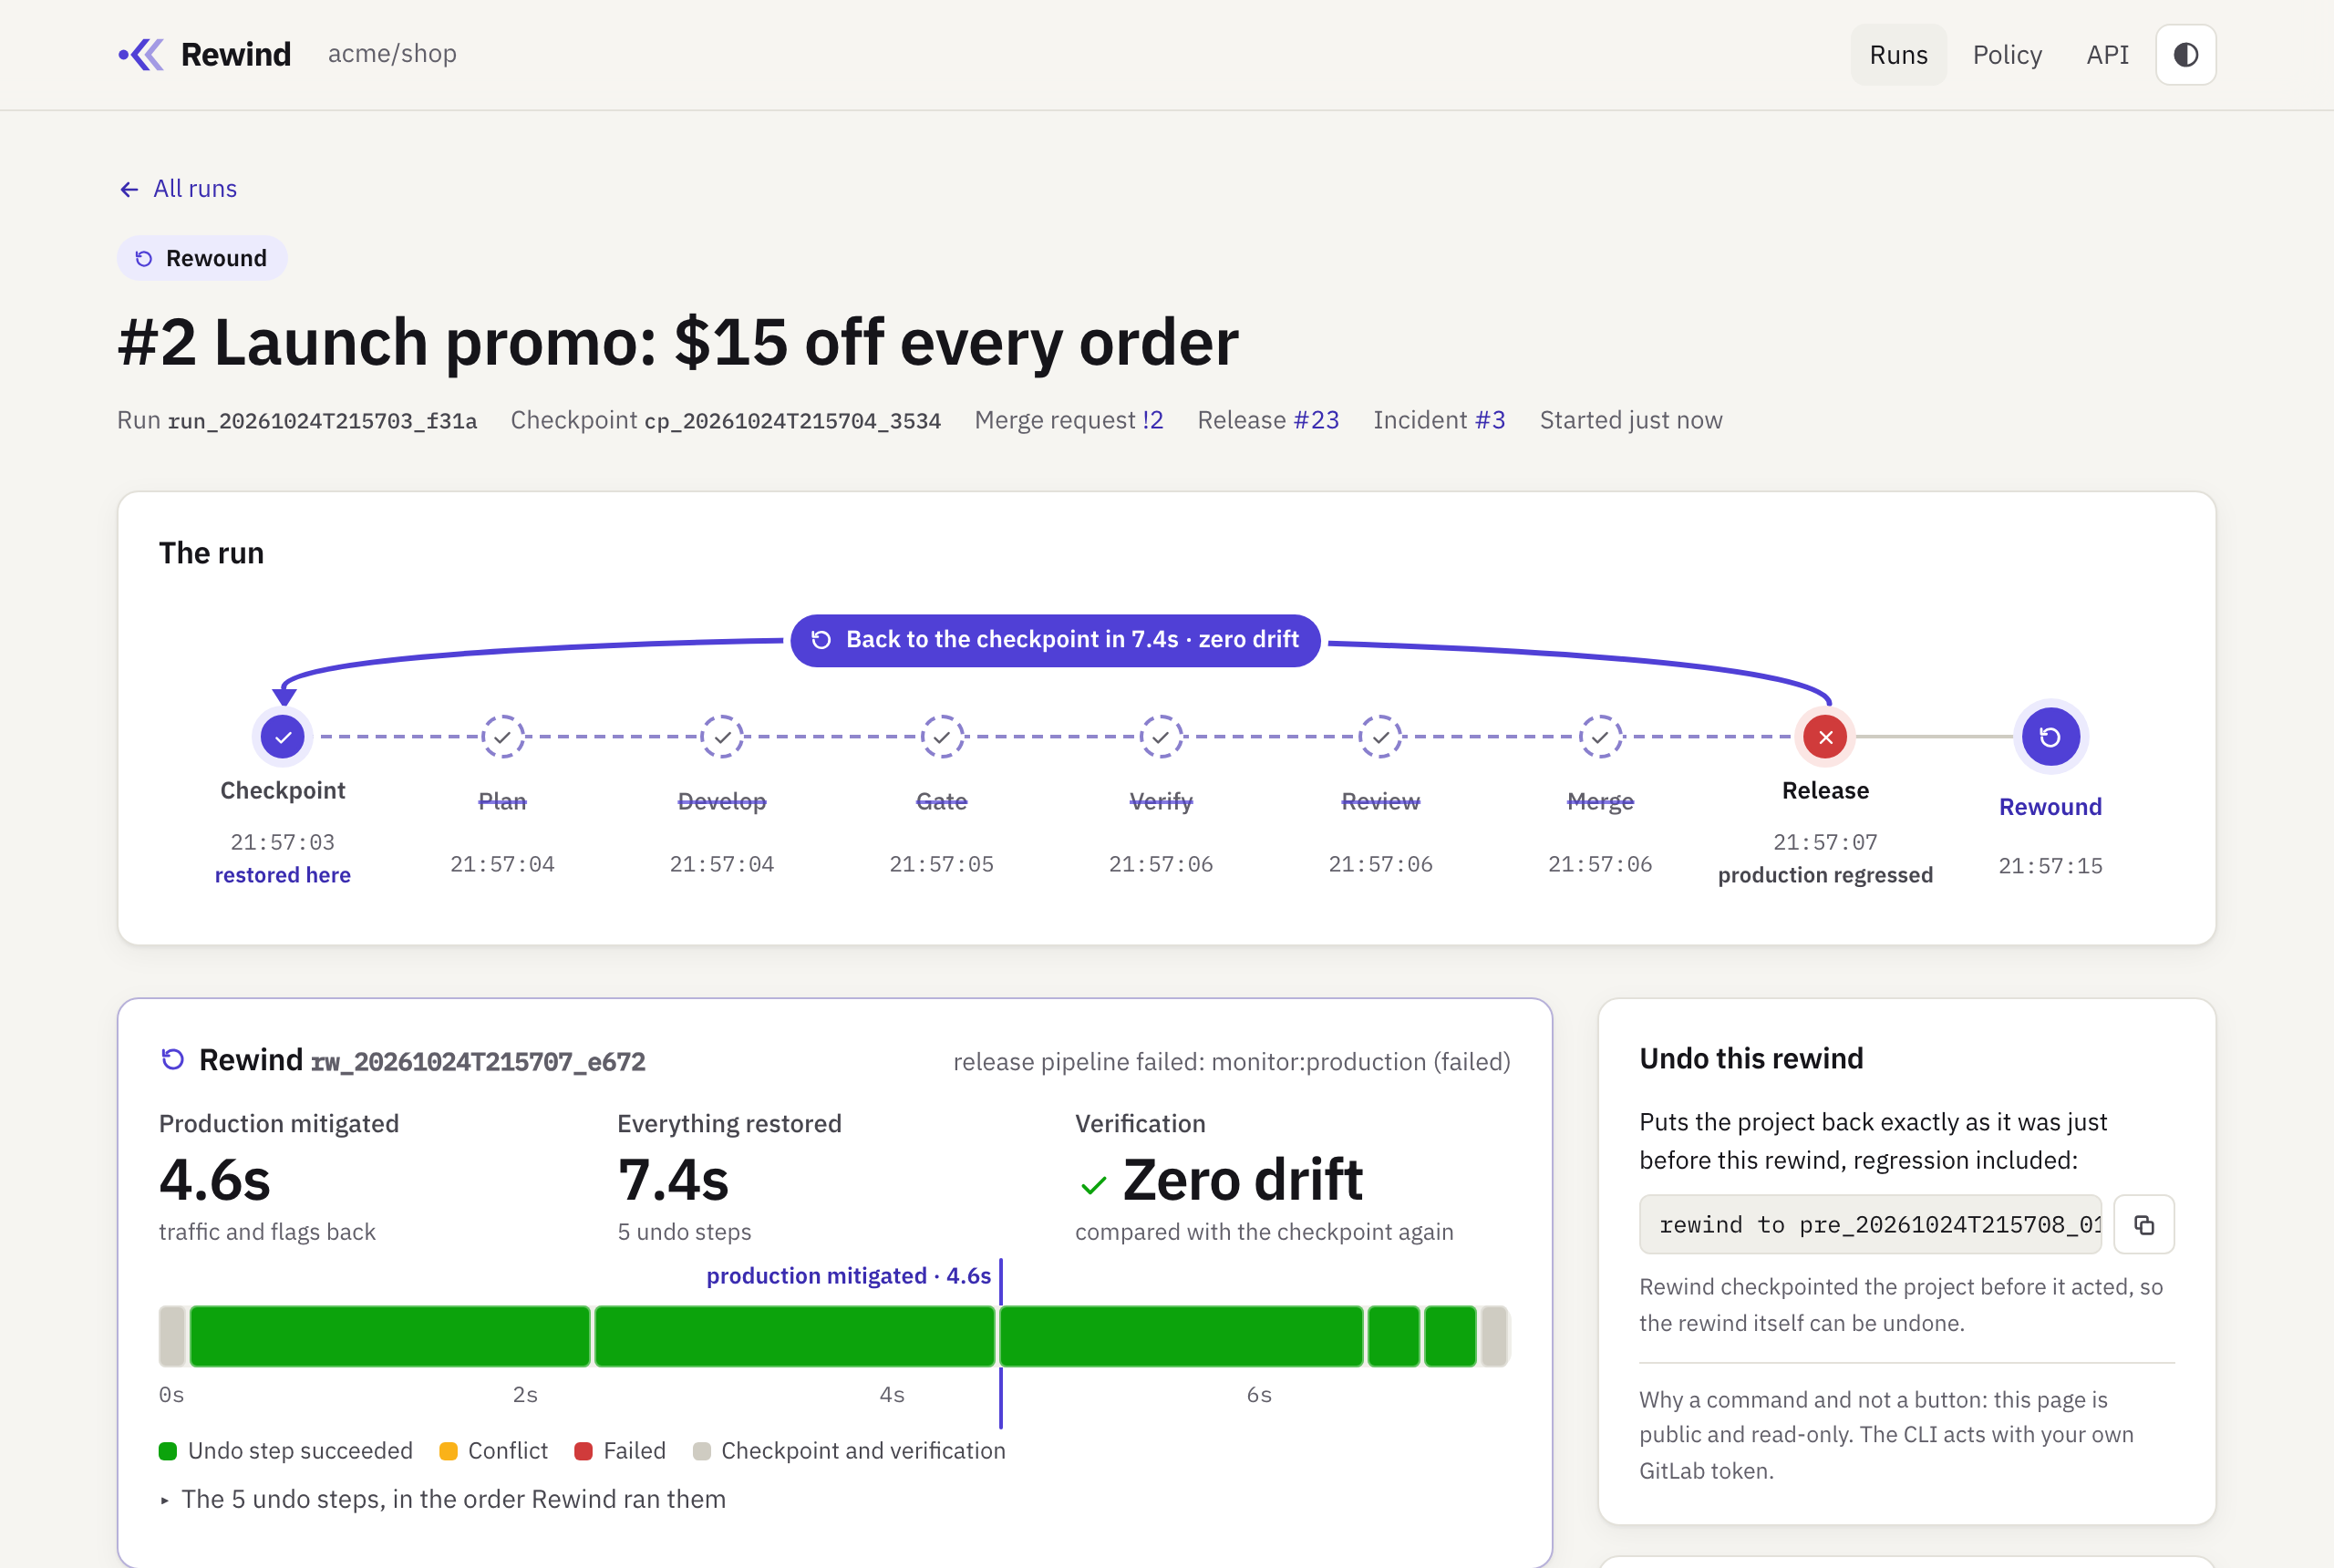 Rewind acme/shop Runs Policy API
← All runs
Rewound
#2 Launch promo: $15 off every order
Run run_20261024T215703_f31a Checkpoint cp_20261024T215704_3534 Merge request !2 Release #23 Incident #3 Started just now
The run
Back to the checkpoint in 7.4s · zero drift
Checkpoint Plan Develop Gate Verify Review Merge Release Rewound
21:57:03 21:57:04 21:57:04 21:57:05 21:57:06 21:57:06 21:57:06 21:57:07 21:57:15
restored here production regressed
Rewind rw_20261024T215707_e672 release pipeline failed: monitor:production (failed)
Production mitigated Everything restored Verification
4.6s 7.4s Zero drift
traffic and flags back 5 undo steps compared with the checkpoint again
production mitigated · 4.6s
0s 2s 4s 6s
Undo step succeeded Conflict Failed Checkpoint and verification
The 5 undo steps, in the order Rewind ran them
Undo this rewind
Puts the project back exactly as it was just
before this rewind, regression included:
rewind to pre_20261024T215708_01
Rewind checkpointed the project before it acted, so
the rewind itself can be undone.
Why a command and not a button: this page is
public and read-only. The CLI acts with your own
GitLab token.